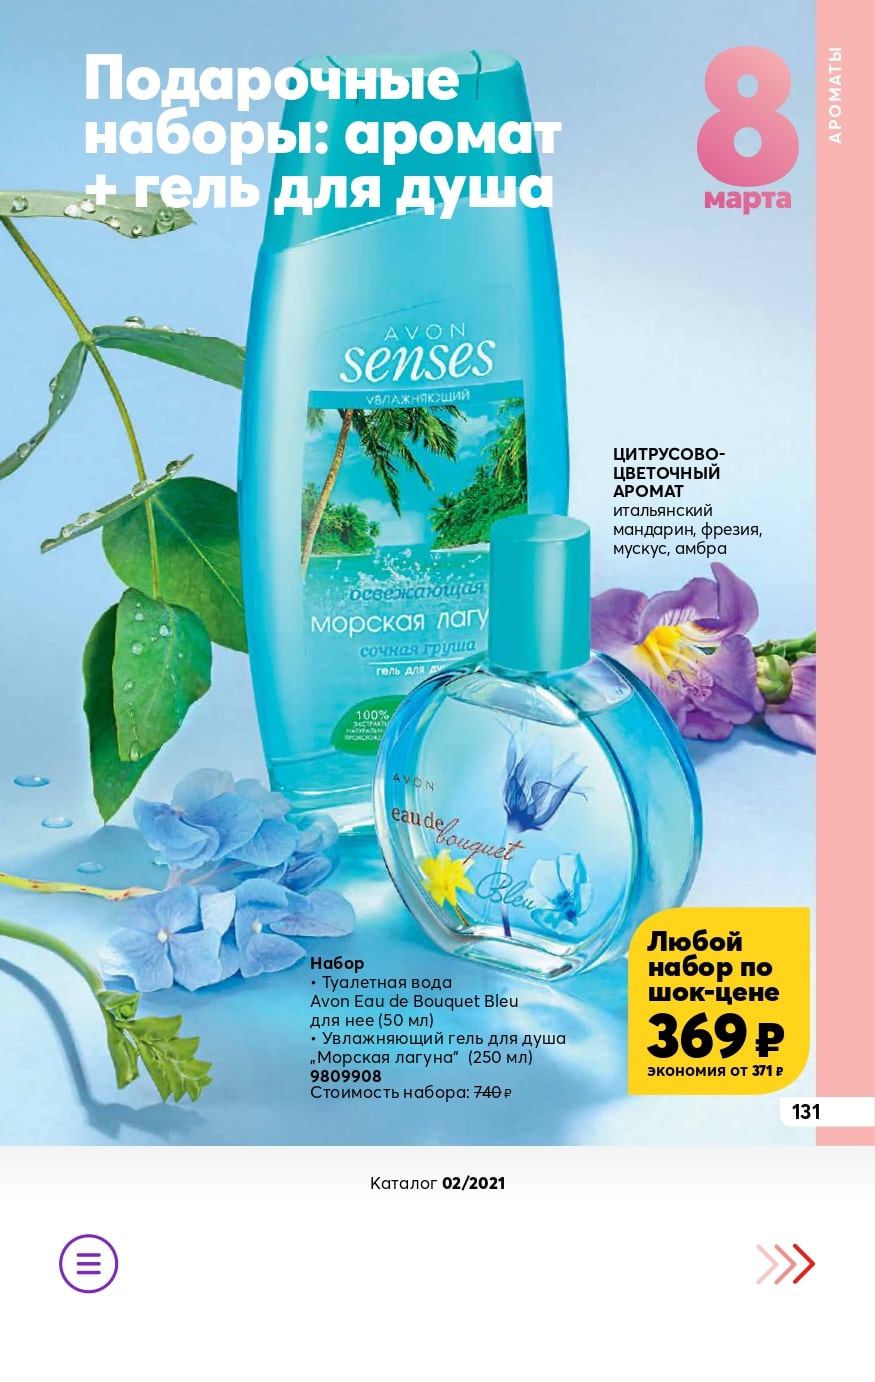 Подарочные
наборы: аромат
+ гель для душа
8
марта
АРОМАТЫ
AVON
senses
УВЛАЖНЯЮЩИЙ
освежающая
МОРСКАЯ ЛАГУ
сочная груша
ГЕЛЬ ДЛЯ ДУ
100%
ЦИТРУСОВО-
ЦВЕТОЧНЫЙ
АРОМАТ
итальянский
мандарин, фрезия,
мускус, амбра
AVON
eau de
bouquet
Bleu
Набор
• Туалетная вода
Avon Eau de Bouquet Bleu
для нее (50 мл)
• Увлажняющий гель для душа
„Морская лагуна” (250 мл)
9809908
Стоимость набора: 740 ₽
Любой
набор по
шок-цене
369 ₽
экономия от 371 ₽
131
Каталог 02/2021